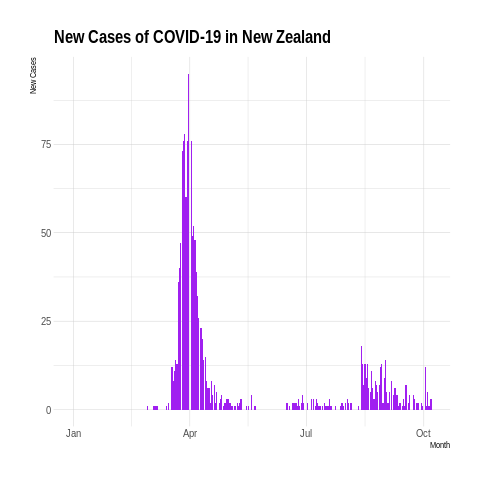 New Cases of COVID-19 in New Zealand
New Cases
75
50
25
0
Jan Apr Jul Oct
Month